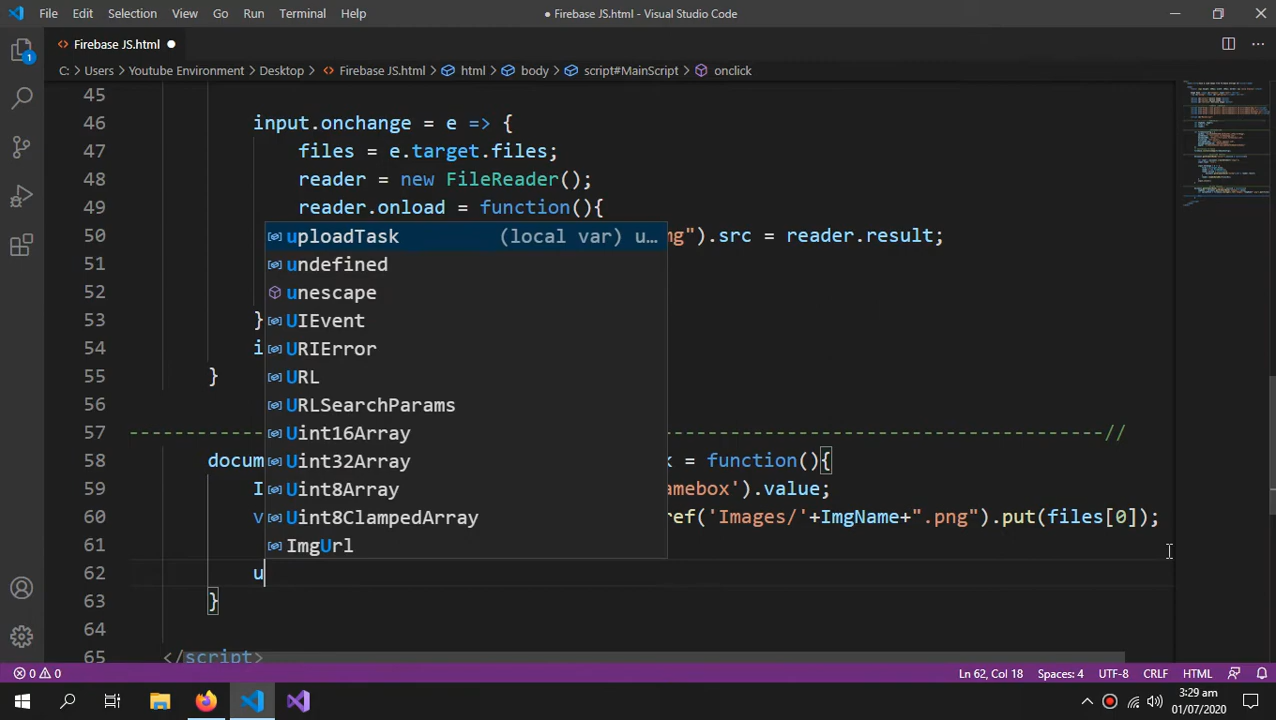 File Edit Selection View Go Run Terminal Help ● Firebase JS.html - Visual Studio Code
Firebase JS.html ●
C: > Users > Youtube Environment > Desktop > Firebase JS.html > html > body > script#MainScript > onclick
45
46 input.onchange = e => {
47 files = e.target.files;
48 reader = new FileReader();
49 reader.onload = function(){
uploadTask (local var) u…
50 ng").src = reader.result;
51 undefined
52 unescape
53 } UIEvent
54 i URIError
55 } URL
56 URLSearchParams
57 ---------- Uint16Array ----------------------------------------//
58 docum Uint32Array k = function(){
59 I Uint8Array amebox').value;
60 v Uint8ClampedArray ref('Images/'+ImgName+".png").put(files[0]);
61 ImgUrl
62 u
63 }
64
65 </script>
1
0 0 Ln 62, Col 18 Spaces: 4 UTF-8 CRLF HTML
3:29 am
01/07/2020